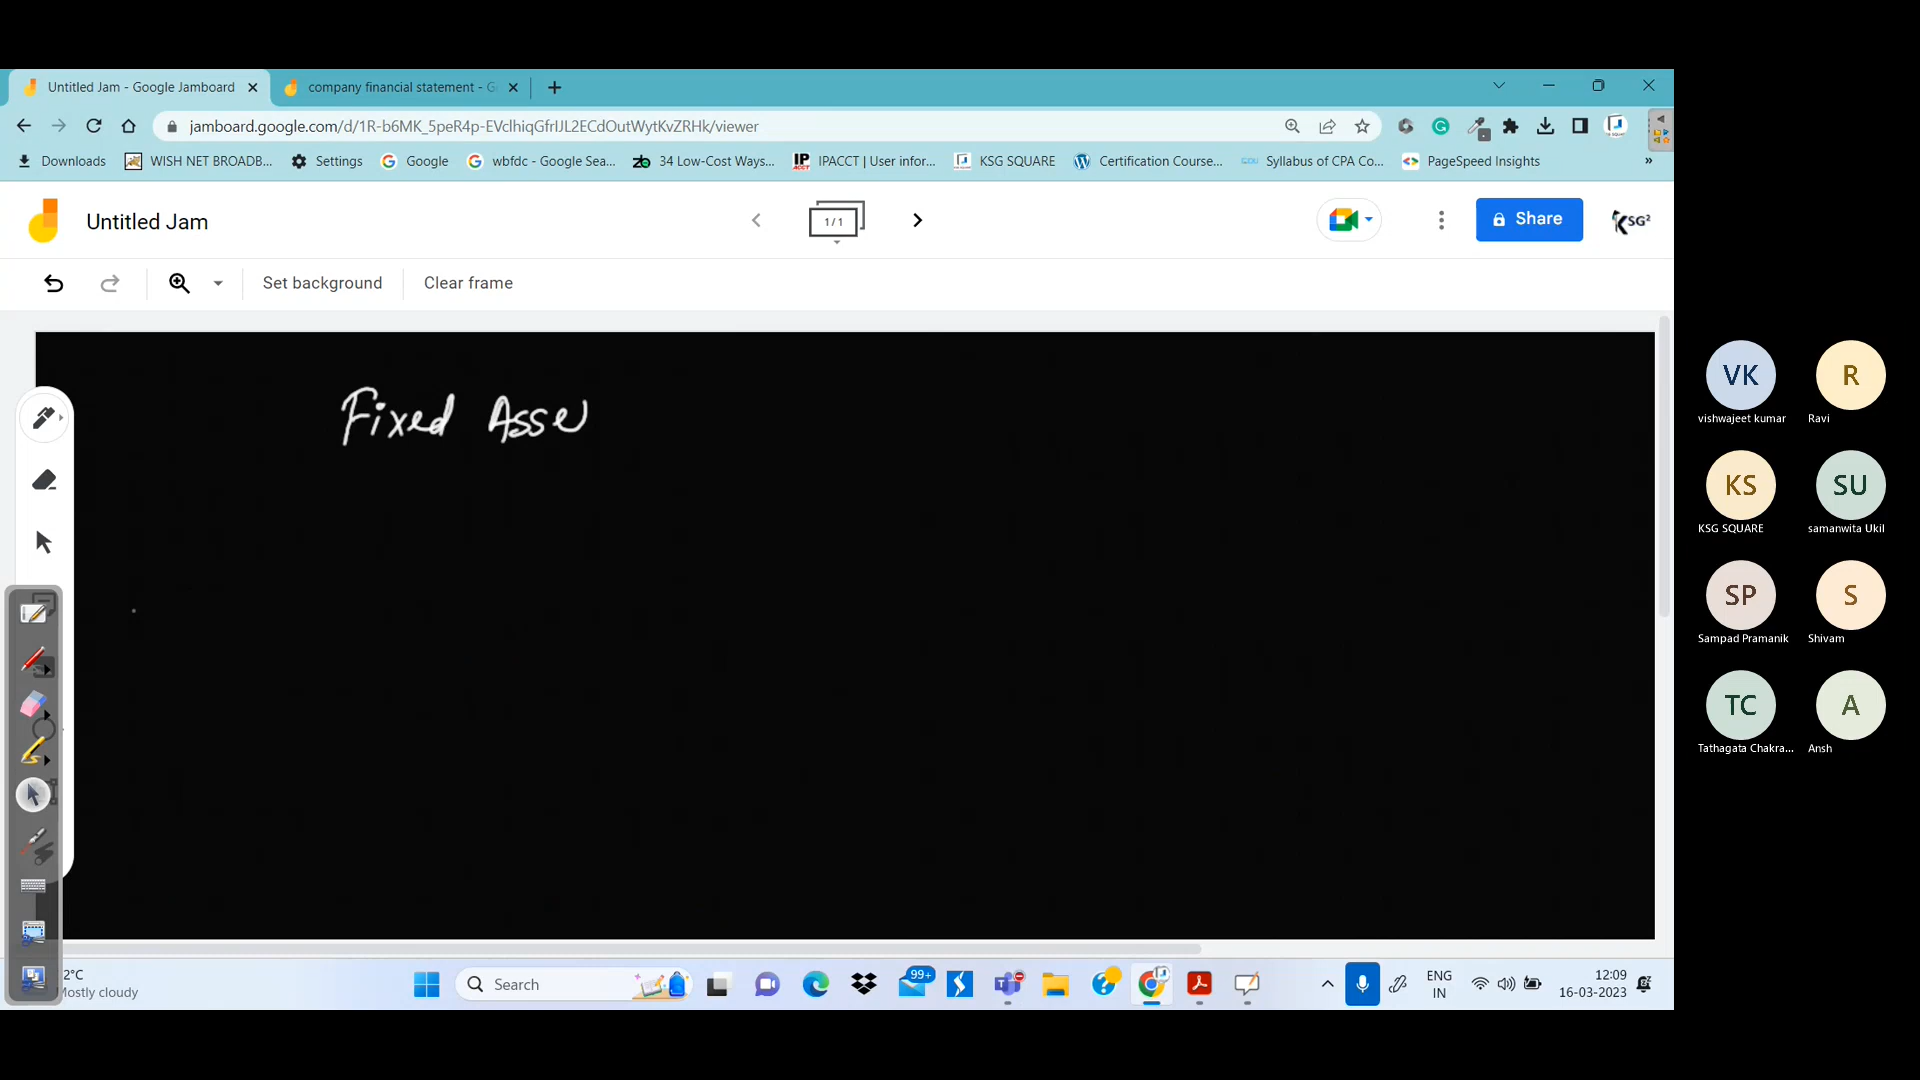 Untitled Jam - Google Jamboard
company financial statement - G
jamboard.google.com/d/1R-b6MK_5peR4p-EVclhiqGfrIJL2ECdOutWytKvZRHk/viewer
Downloads WISH NET BROADB... Settings Google wbfdc - Google Sea... 34 Low-Cost Ways... IPACCT | User infor... KSG SQUARE Certification Course... Syllabus of CPA Co... PageSpeed Insights »
Untitled Jam
1/1
Share
KSG²
Set background
Clear frame
Fixed Asse
VK
R
vishwajeet kumar
Ravi
KS
SU
KSG SQUARE
samanwita Ukil
SP
S
Sampad Pramanik
Shivam
TC
A
Tathagata Chakra...
Ansh
2°C
Mostly cloudy
Search
99+
ENG
IN
12:09
16-03-2023